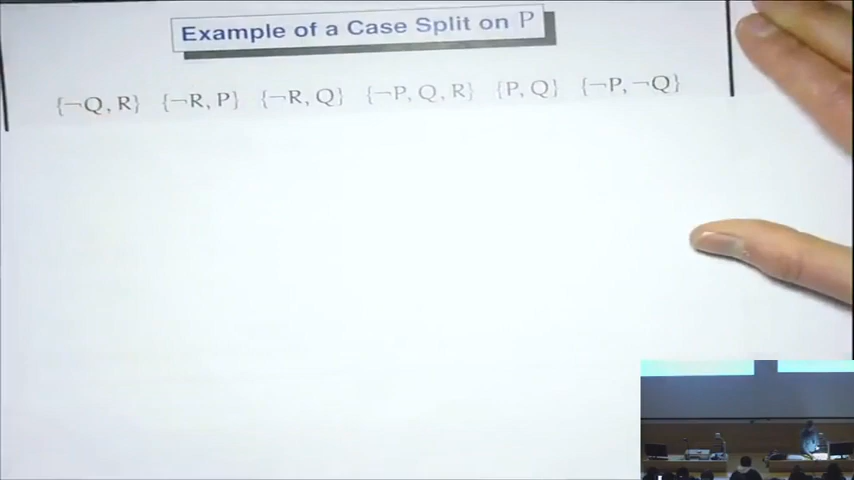 Example of a Case Split on P
{¬Q, R} {¬R, P} {¬R, Q} {¬P, Q, R} {P, Q} {¬P, ¬Q}